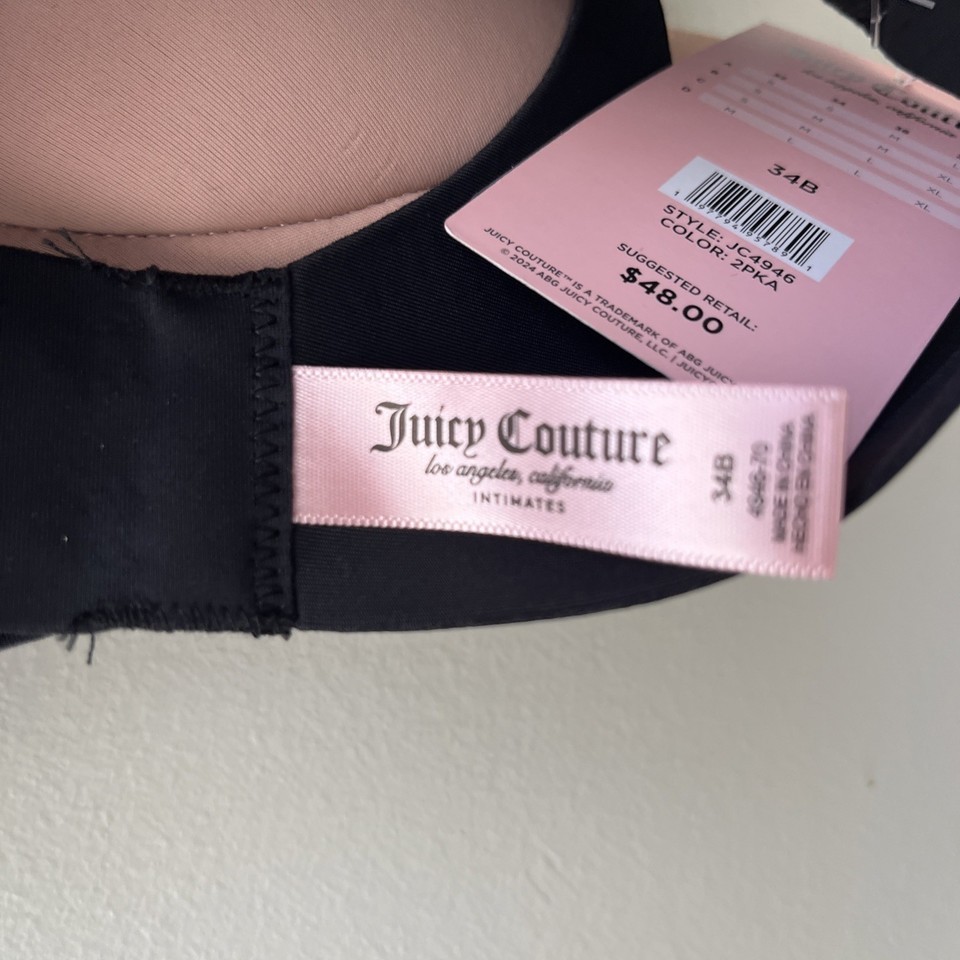 Juicy Couture
los angeles, california
INTIMATES
34B
MADE IN CHINA
HECHO EN CHINA
34B
STYLE: JC4946
COLOR: 2PKA
SUGGESTED RETAIL:
$48.00
JUICY COUTURE™ IS A TRADEMARK OF ABG JUICY
© 2024 ABG JUICY COUTURE, LLC. | JUICY